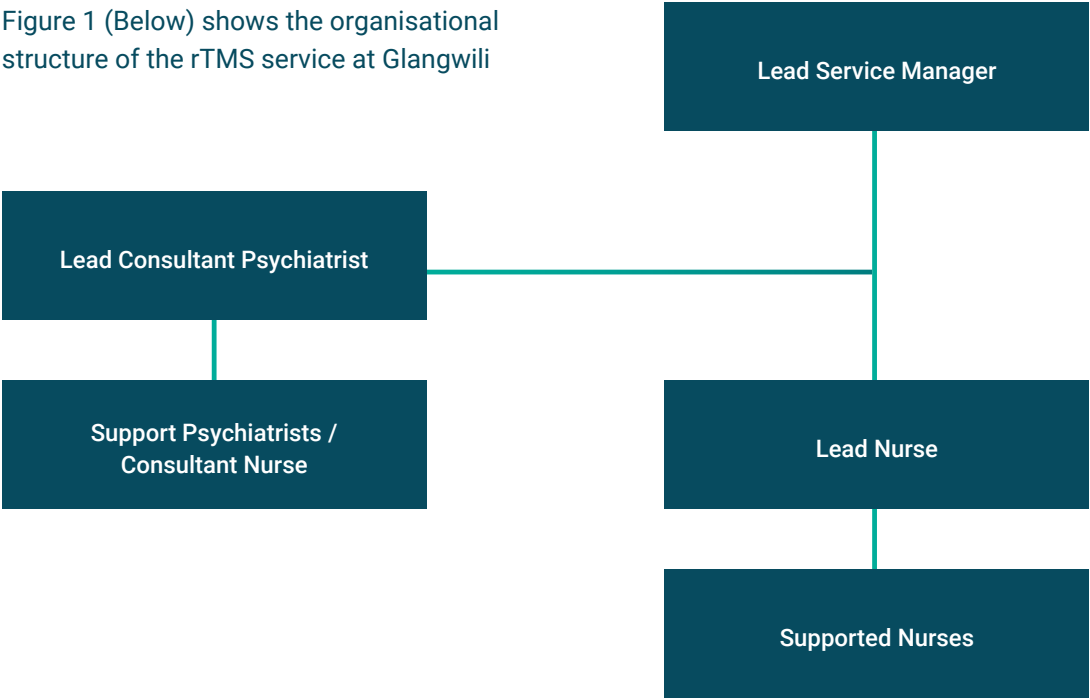 Figure 1 (Below) shows the organisational
structure of the rTMS service at Glangwili
Lead Service Manager
Lead Consultant Psychiatrist
Support Psychiatrists /
Consultant Nurse
Lead Nurse
Supported Nurses